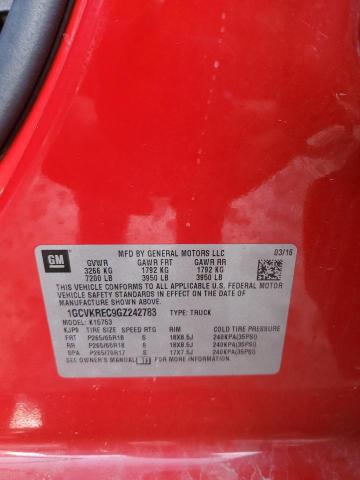 MFD BY GENERAL MOTORS LLC 03/16
GM
GVWR GAWR FRT GAWR RR
3266 KG 1792 KG 1792 KG
7200 LB 3950 LB 3950 LB
THIS VEHICLE CONFORMS TO ALL APPLICABLE U.S. FEDERAL MOTOR
VEHICLE SAFETY STANDARDS IN EFFECT ON THE DATE OF
MANUFACTURE SHOWN ABOVE.
1GCVKREC9GZ242783 TYPE: TRUCK
MODEL: K15753
KJP9 TIRE SIZE SPEED RTG RIM COLD TIRE PRESSURE
FRT P265/65R18 S 18X8.5J 240KPA(35PSI)
RR P265/65R18 S 18X8.5J 240KPA(35PSI)
SPA P265/70R17 S 17X7.5J 240KPA(35PSI)
SEE OWNER'S MANUAL FOR ADDITIONAL INFORMATION